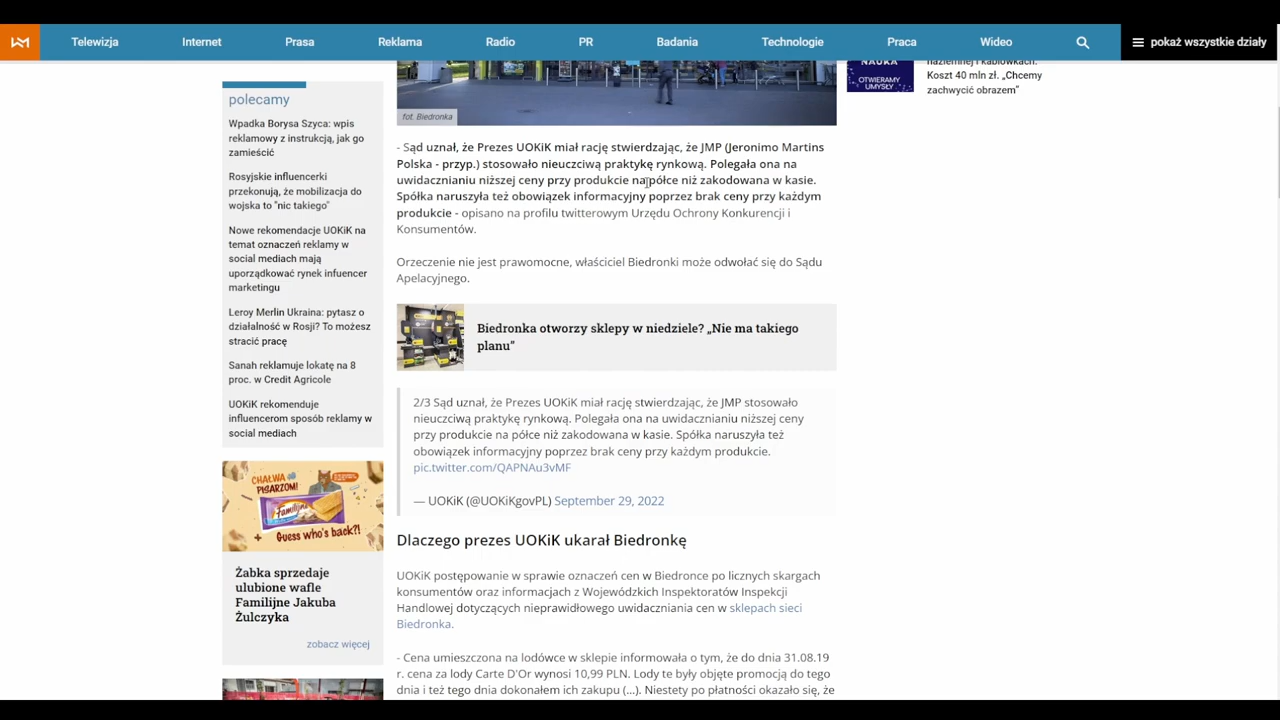 WM
Telewizja
Internet
Prasa
Reklama
Radio
PR
Badania
Technologie
Praca
Wideo
pokaż wszystkie działy
polecamy
Wpadka Borysa Szyca: wpis
reklamowy z instrukcją, jak go
zamieścić
Rosyjskie influencerki
przekonują, że mobilizacja do
wojska to "nic takiego"
Nowe rekomendacje UOKiK na
temat oznaczeń reklamy w
social mediach mają
uporządkować rynek infuencer
marketingu
Leroy Merlin Ukraina: pytasz o
działalność w Rosji? To możesz
stracić pracę
Sanah reklamuje lokatę na 8
proc. w Credit Agricole
UOKiK rekomenduje
influencerom sposób reklamy w
social mediach
CHAŁWA
PISARZOM!
Familijne
+ Guess who's back?!
Żabka sprzedaje
ulubione wafle
Familijne Jakuba
Żulczyka
zobacz więcej
fot. Biedronka
- Sąd uznał, że Prezes UOKiK miał rację stwierdzając, że JMP (Jeronimo Martins
Polska - przyp.) stosowało nieuczciwą praktykę rynkową. Polegała ona na
uwidacznianiu niższej ceny przy produkcie na półce niż zakodowana w kasie.
Spółka naruszyła też obowiązek informacyjny poprzez brak ceny przy każdym
produkcie - opisano na profilu twitterowym Urzędu Ochrony Konkurencji i
Konsumentów.
Orzeczenie nie jest prawomocne, właściciel Biedronki może odwołać się do Sądu
Apelacyjnego.
Biedronka otworzy sklepy w niedziele? „Nie ma takiego
planu”
2/3 Sąd uznał, że Prezes UOKiK miał rację stwierdzając, że JMP stosowało
nieuczciwą praktykę rynkową. Polegała ona na uwidacznianiu niższej ceny
przy produkcie na półce niż zakodowana w kasie. Spółka naruszyła też
obowiązek informacyjny poprzez brak ceny przy każdym produkcie.
pic.twitter.com/QAPNAu3vMF
— UOKiK (@UOKiKgovPL) September 29, 2022
Dlaczego prezes UOKiK ukarał Biedronkę
UOKiK postępowanie w sprawie oznaczeń cen w Biedronce po licznych skargach
konsumentów oraz informacjach z Wojewódzkich Inspektoratów Inspekcji
Handlowej dotyczących nieprawidłowego uwidaczniania cen w sklepach sieci
Biedronka.
- Cena umieszczona na lodówce w sklepie informowała o tym, że do dnia 31.08.19
r. cena za lody Carte D'Or wynosi 10,99 PLN. Lody te były objęte promocją do tego
dnia i też tego dnia dokonałem ich zakupu (...). Niestety po płatności okazało się, że
NAUKA
OTWIERAMY
UMYSŁY
naziemnej i kablówkach.
Koszt 40 mln zł. „Chcemy
zachwycić obrazem”